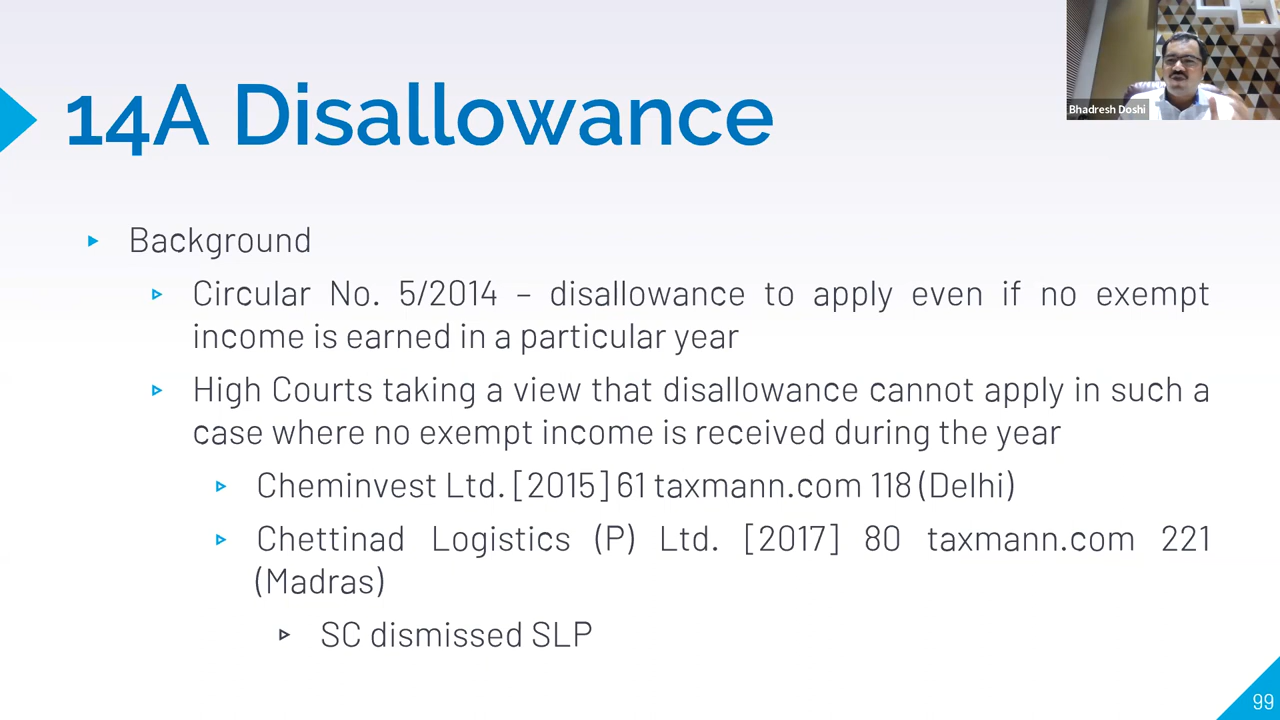 Bhadresh Doshi
14A Disallowance
Background
Circular No. 5/2014 – disallowance to apply even if no exempt
income is earned in a particular year
High Courts taking a view that disallowance cannot apply in such a
case where no exempt income is received during the year
Cheminvest Ltd. [2015] 61 taxmann.com 118 (Delhi)
Chettinad Logistics (P) Ltd. [2017] 80 taxmann.com 221
(Madras)
SC dismissed SLP
99